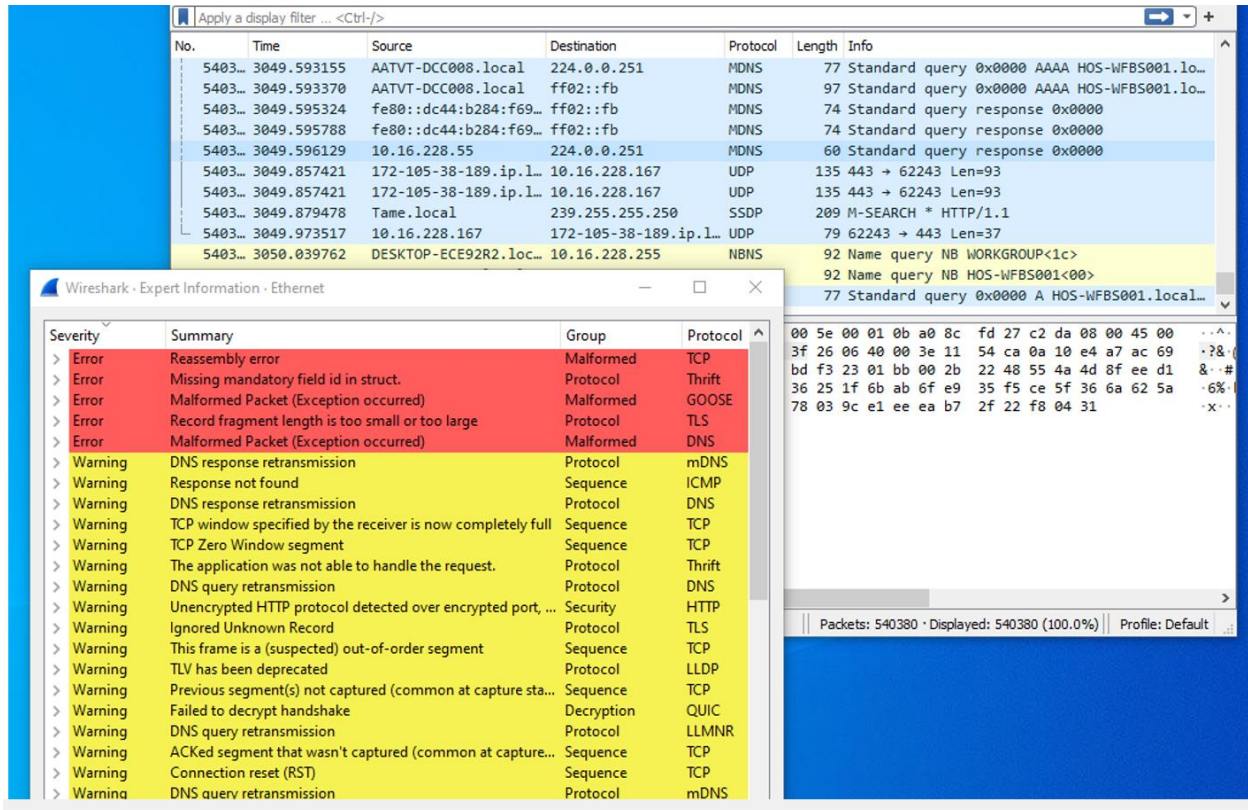 Apply a display filter ... <Ctrl-/>
No. Time Source Destination Protocol Length Info
5403… 3049.593155 AATVT-DCC008.local 224.0.0.251 MDNS 77 Standard query 0x0000 AAAA HOS-WFBS001.lo…
5403… 3049.593370 AATVT-DCC008.local ff02::fb MDNS 97 Standard query 0x0000 AAAA HOS-WFBS001.lo…
5403… 3049.595324 fe80::dc44:b284:f69… ff02::fb MDNS 74 Standard query response 0x0000
5403… 3049.595788 fe80::dc44:b284:f69… ff02::fb MDNS 74 Standard query response 0x0000
5403… 3049.596129 10.16.228.55 224.0.0.251 MDNS 60 Standard query response 0x0000
5403… 3049.857421 172-105-38-189.ip.l… 10.16.228.167 UDP 135 443 → 62243 Len=93
5403… 3049.857421 172-105-38-189.ip.l… 10.16.228.167 UDP 135 443 → 62243 Len=93
5403… 3049.879478 Tame.local 239.255.255.250 SSDP 209 M-SEARCH * HTTP/1.1
5403… 3049.973517 10.16.228.167 172-105-38-189.ip.l… UDP 79 62243 → 443 Len=37
5403… 3050.039762 DESKTOP-ECE92R2.loc… 10.16.228.255 NBNS 92 Name query NB WORKGROUP<1c>
92 Name query NB HOS-WFBS001<00>
77 Standard query 0x0000 A HOS-WFBS001.local…
Wireshark · Expert Information · Ethernet
Severity Summary Group Protocol
Error Reassembly error Malformed TCP
Error Missing mandatory field id in struct. Protocol Thrift
Error Malformed Packet (Exception occurred) Malformed GOOSE
Error Record fragment length is too small or too large Protocol TLS
Error Malformed Packet (Exception occurred) Malformed DNS
Warning DNS response retransmission Protocol mDNS
Warning Response not found Sequence ICMP
Warning DNS response retransmission Protocol DNS
Warning TCP window specified by the receiver is now completely full Sequence TCP
Warning TCP Zero Window segment Sequence TCP
Warning The application was not able to handle the request. Protocol Thrift
Warning DNS query retransmission Protocol DNS
Warning Unencrypted HTTP protocol detected over encrypted port, ... Security HTTP
Warning Ignored Unknown Record Protocol TLS
Warning This frame is a (suspected) out-of-order segment Sequence TCP
Warning TLV has been deprecated Protocol LLDP
Warning Previous segment(s) not captured (common at capture sta... Sequence TCP
Warning Failed to decrypt handshake Decryption QUIC
Warning DNS query retransmission Protocol LLMNR
Warning ACKed segment that wasn't captured (common at capture... Sequence TCP
Warning Connection reset (RST) Sequence TCP
Warning DNS query retransmission Protocol mDNS
00 5e 00 01 0b a0 8c fd 27 c2 da 08 00 45 00 ··^·
3f 26 06 40 00 3e 11 54 ca 0a 10 e4 a7 ac 69 ·?&·
bd f3 23 01 bb 00 2b 22 48 55 4a 4d 8f ee d1 &··#
36 25 1f 6b ab 6f e9 35 f5 ce 5f 36 6a 62 5a ·6%·
78 03 9c e1 ee ea b7 2f 22 f8 04 31 ·x··
Packets: 540380 · Displayed: 540380 (100.0%) Profile: Default